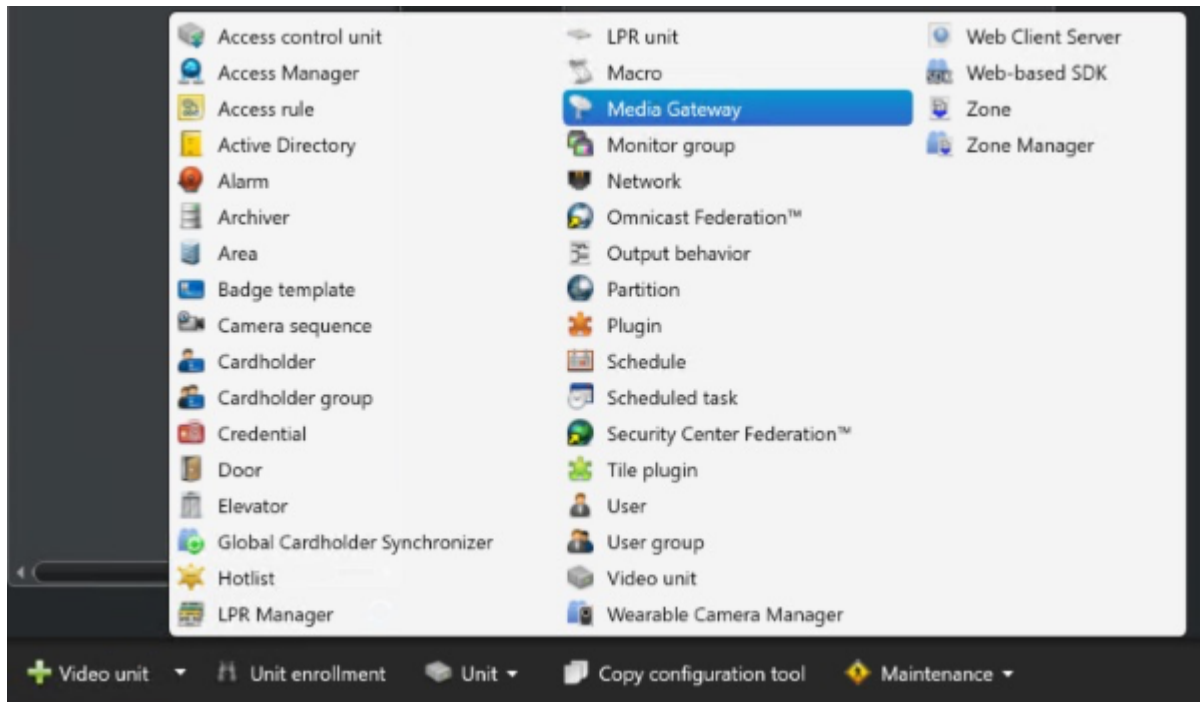 Access control unit
Access Manager
Access rule
Active Directory
Alarm
Archiver
Area
Badge template
Camera sequence
Cardholder
Cardholder group
Credential
Door
Elevator
Global Cardholder Synchronizer
Hotlist
LPR Manager
LPR unit
Macro
Media Gateway
Monitor group
Network
Omnicast Federation™
Output behavior
Partition
Plugin
Schedule
Scheduled task
Security Center Federation™
Tile plugin
User
User group
Video unit
Wearable Camera Manager
Web Client Server
Web-based SDK
Zone
Zone Manager
Video unit Unit enrollment Unit Copy configuration tool Maintenance